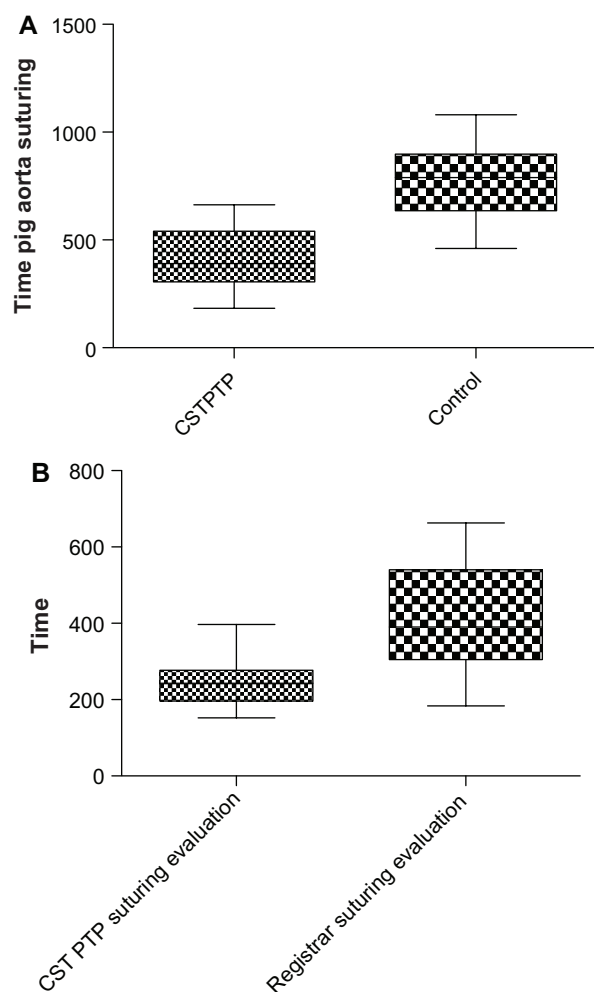 A
Time pig aorta suturing
1500
1000
500
0
CSTPTP
Control
B
Time
800
600
400
200
0
CST PTP suturing evaluation
Registrar suturing evaluation